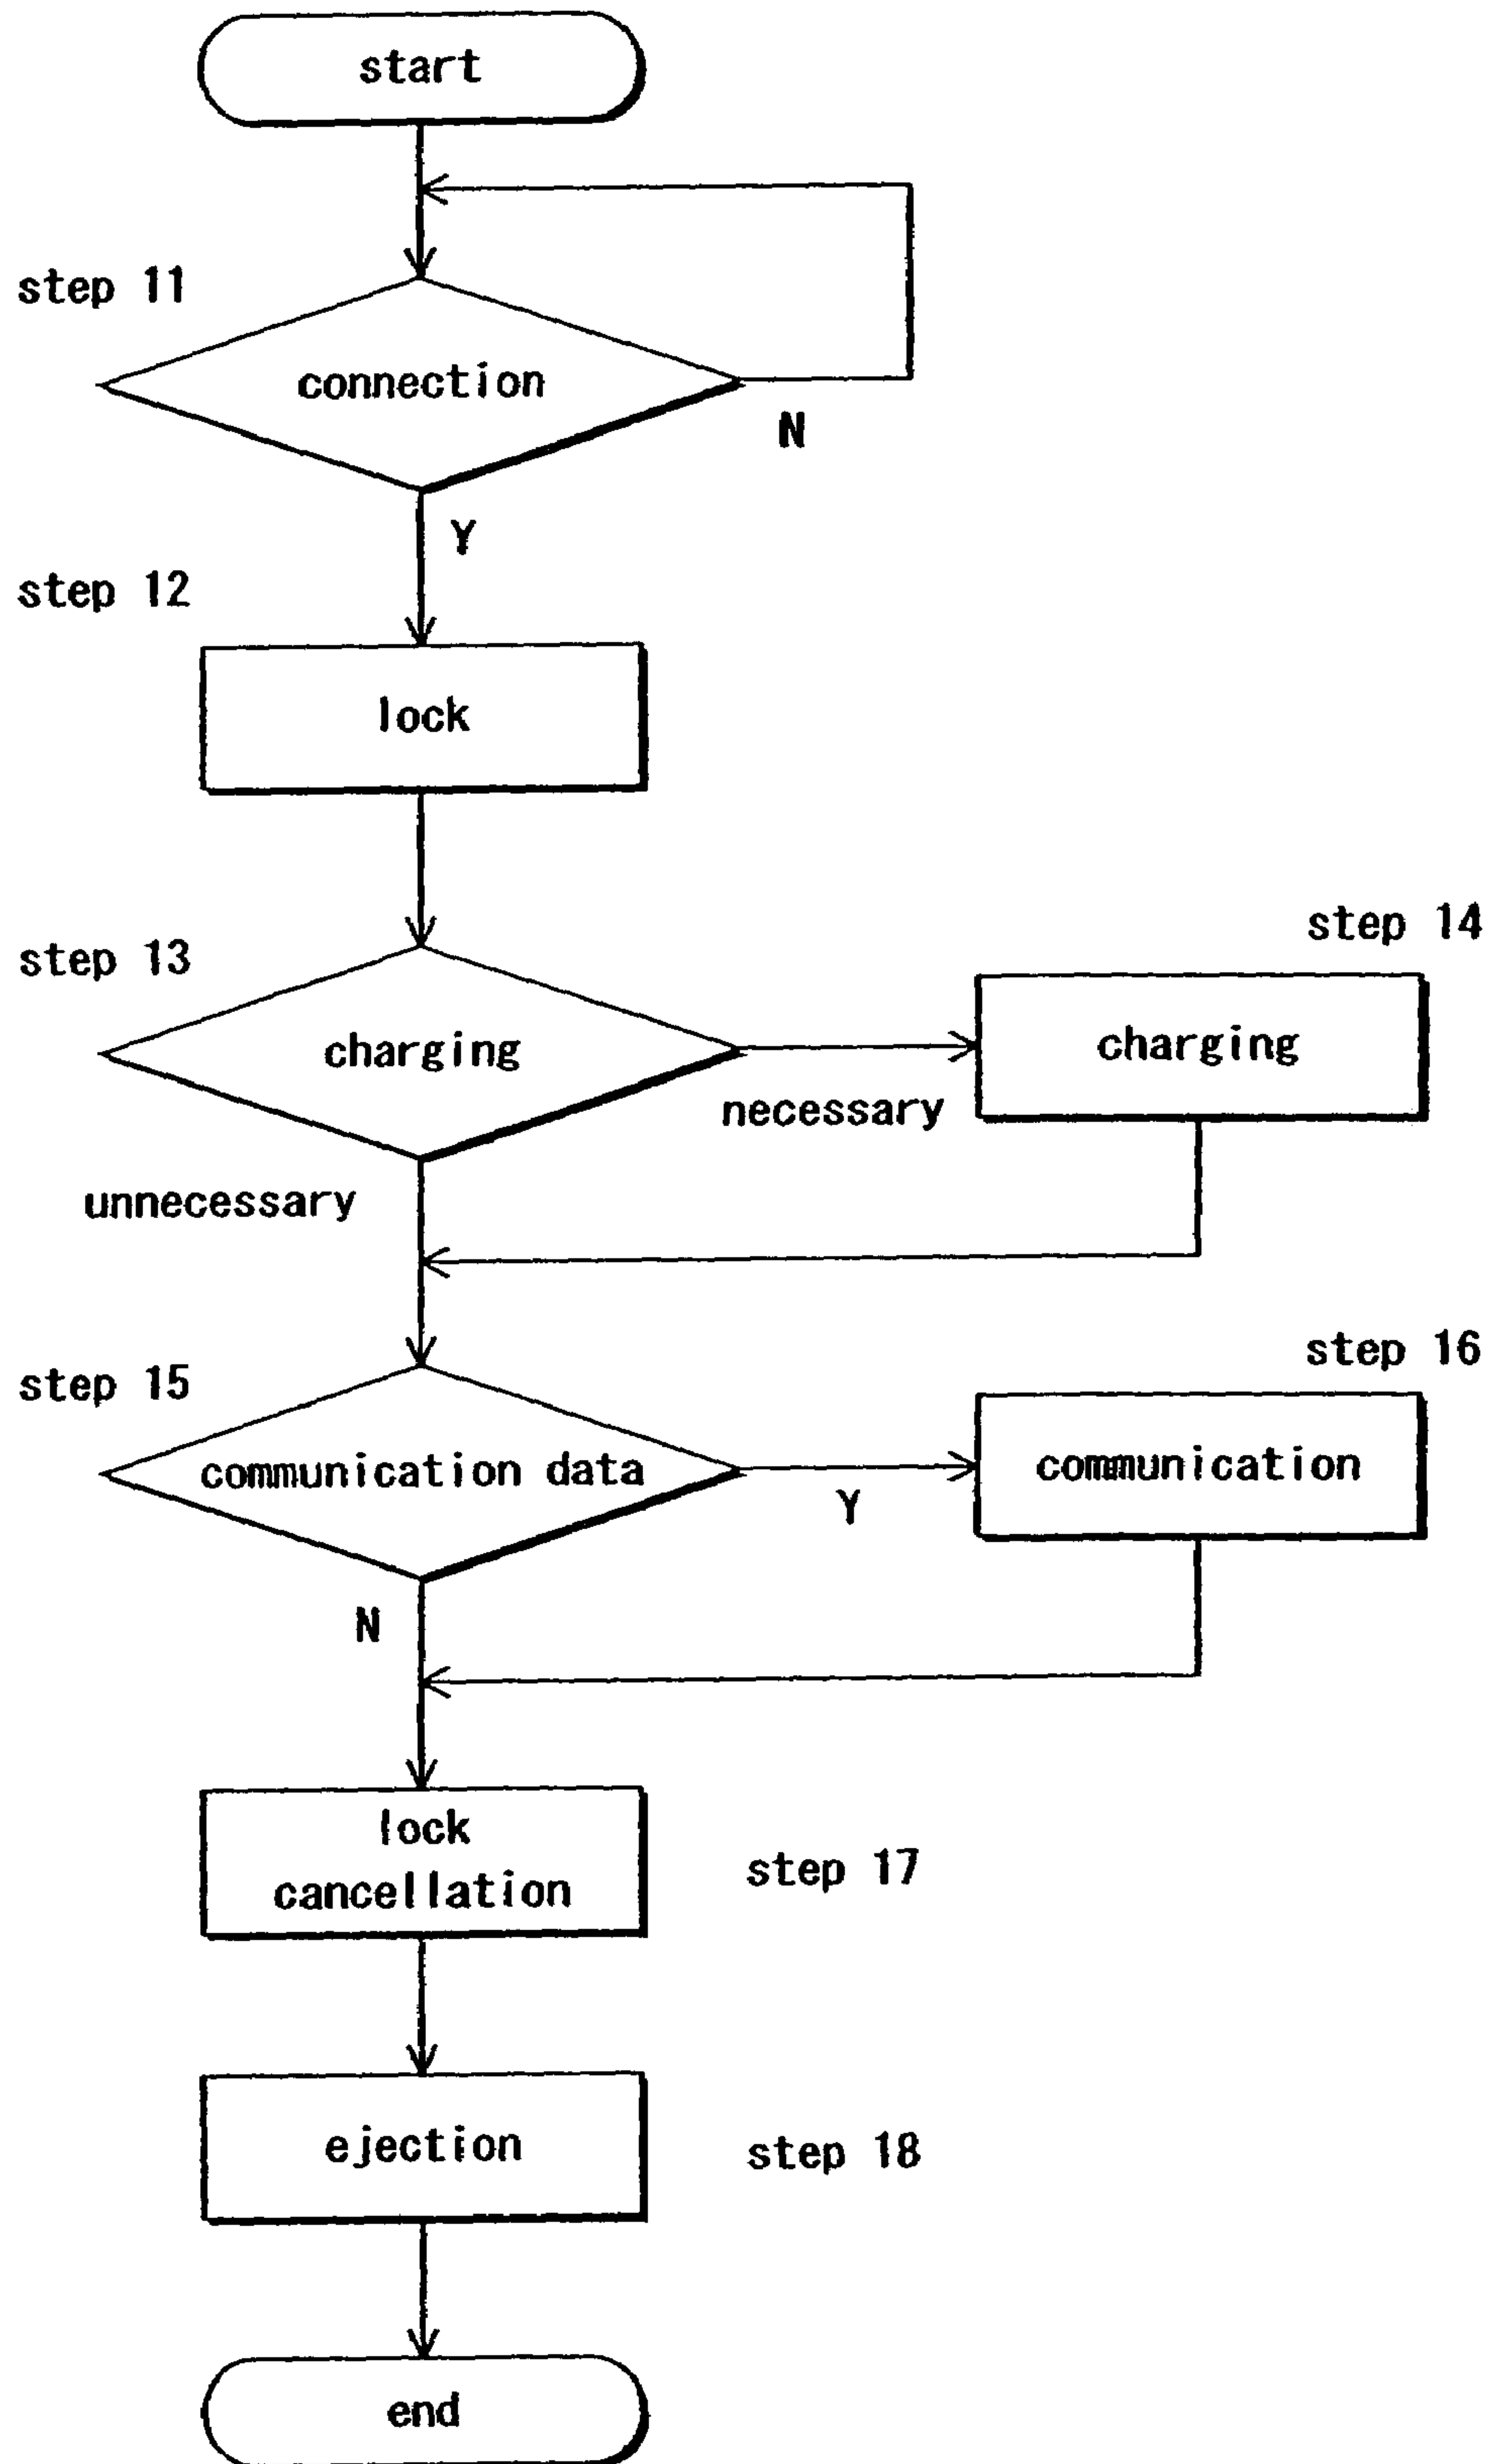 start
step 11
connection
N
Y
step 12
lock
step 13
charging
necessary
step 14
charging
unnecessary
step 15
communication data
Y
step 16
communication
N
lock
cancellation
step 17
ejection
step 18
end